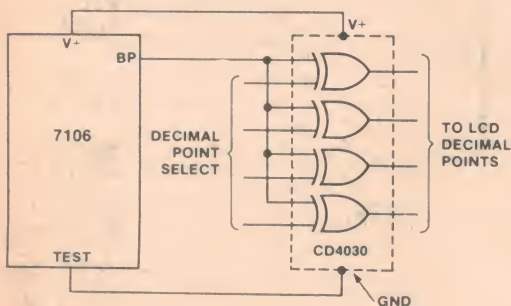 V+
V+
BP
7106
DECIMAL
POINT
SELECT
TO LCD
DECIMAL
POINTS
CD4030
TEST
GND